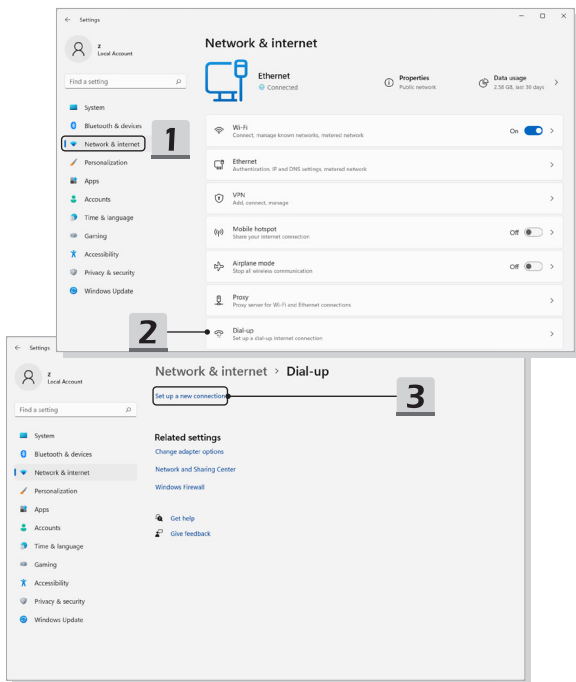 Settings
z
Local Account
Find a setting
System
Bluetooth & devices
Network & internet
Personalization
Apps
Accounts
Time & language
Gaming
Accessibility
Privacy & security
Windows Update
1
Network & internet
Ethernet
Connected
Properties
Public network
Data usage
2.56 GB, last 30 days
Wi-Fi
Connect, manage known networks, metered network
On
Ethernet
Authentication, IP and DNS settings, metered network
VPN
Add, connect, manage
Mobile hotspot
Share your internet connection
Off
Airplane mode
Stop all wireless communication
Off
Proxy
Proxy server for Wi-Fi and Ethernet connections
2
Dial-up
Set up a dial-up internet connection
Settings
z
Local Account
Find a setting
System
Bluetooth & devices
Network & internet
Personalization
Apps
Accounts
Time & language
Gaming
Accessibility
Privacy & security
Windows Update
Network & internet > Dial-up
Set up a new connection
3
Related settings
Change adapter options
Network and Sharing Center
Windows Firewall
Get help
Give feedback